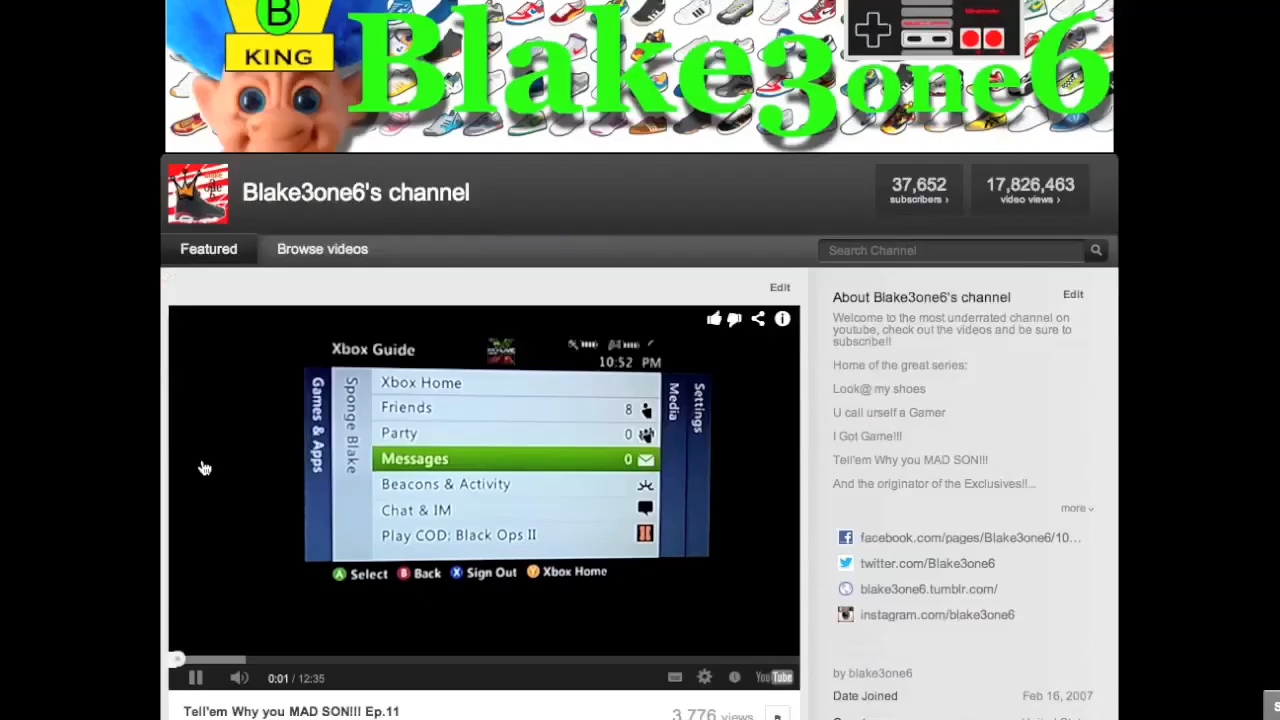 B
KING
Blake3one6
Nintendo
Blake3one6's channel
37,652
subscribers ›
17,826,463
video views ›
Featured
Browse videos
Search Channel
Edit
Xbox Guide
10:52 PM
Games & Apps
Sponge Blake
Xbox Home
Friends 8
Party 0
Messages 0
Beacons & Activity
Chat & IM
Play COD: Black Ops II
Media
Settings
A Select B Back X Sign Out Y Xbox Home
0:01 / 12:35
YouTube
Tell'em Why you MAD SON!!! Ep.11
3,776 views
About Blake3one6's channel
Edit
Welcome to the most underrated channel on
youtube, check out the videos and be sure to
subscribe!!
Home of the great series:
Look@ my shoes
U call urself a Gamer
I Got Game!!!
Tell'em Why you MAD SON!!!
And the originator of the Exclusives!!...
more
facebook.com/pages/Blake3one6/10...
twitter.com/Blake3one6
blake3one6.tumblr.com/
instagram.com/blake3one6
by blake3one6
Date Joined Feb 16, 2007